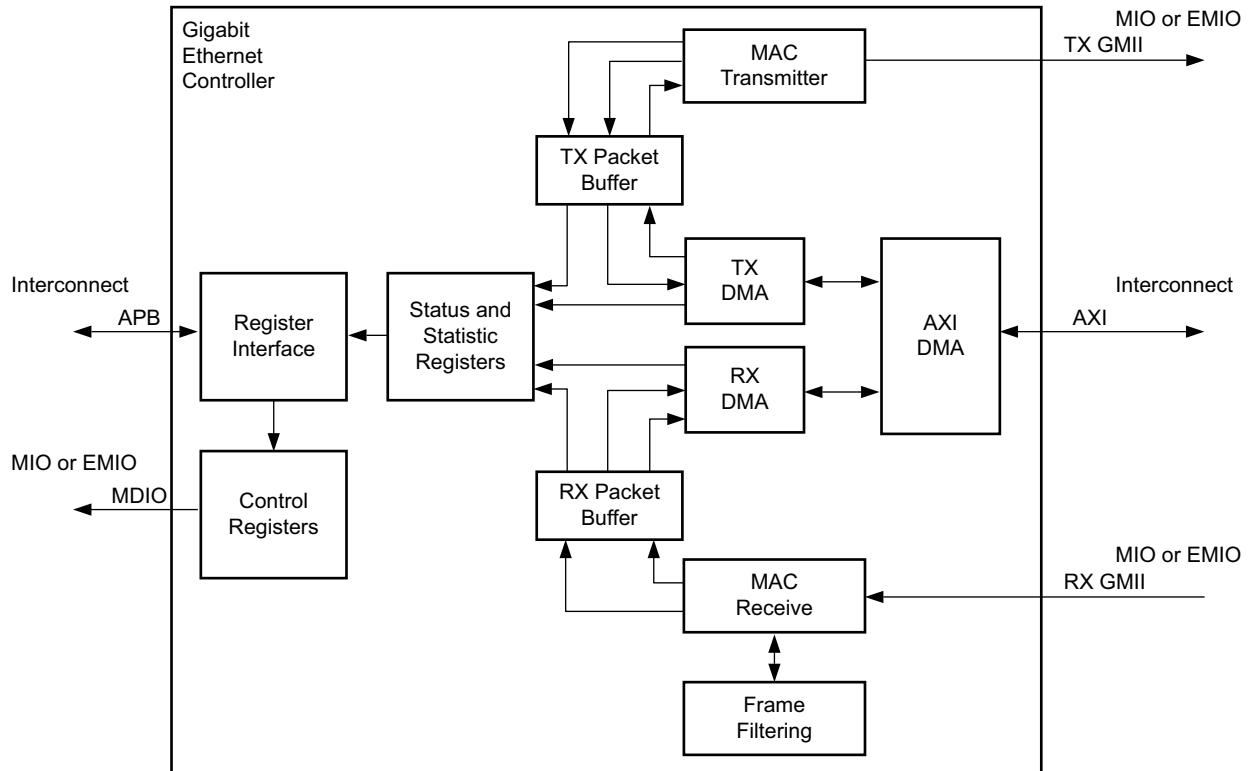 Gigabit
Ethernet
Controller
MAC
Transmitter
MIO or EMIO
TX GMII
TX Packet
Buffer
Interconnect
APB
Register
Interface
Status and
Statistic
Registers
TX
DMA
RX
DMA
AXI
DMA
Interconnect
AXI
MIO or EMIO
MDIO
Control
Registers
RX Packet
Buffer
MAC
Receive
MIO or EMIO
RX GMII
Frame
Filtering